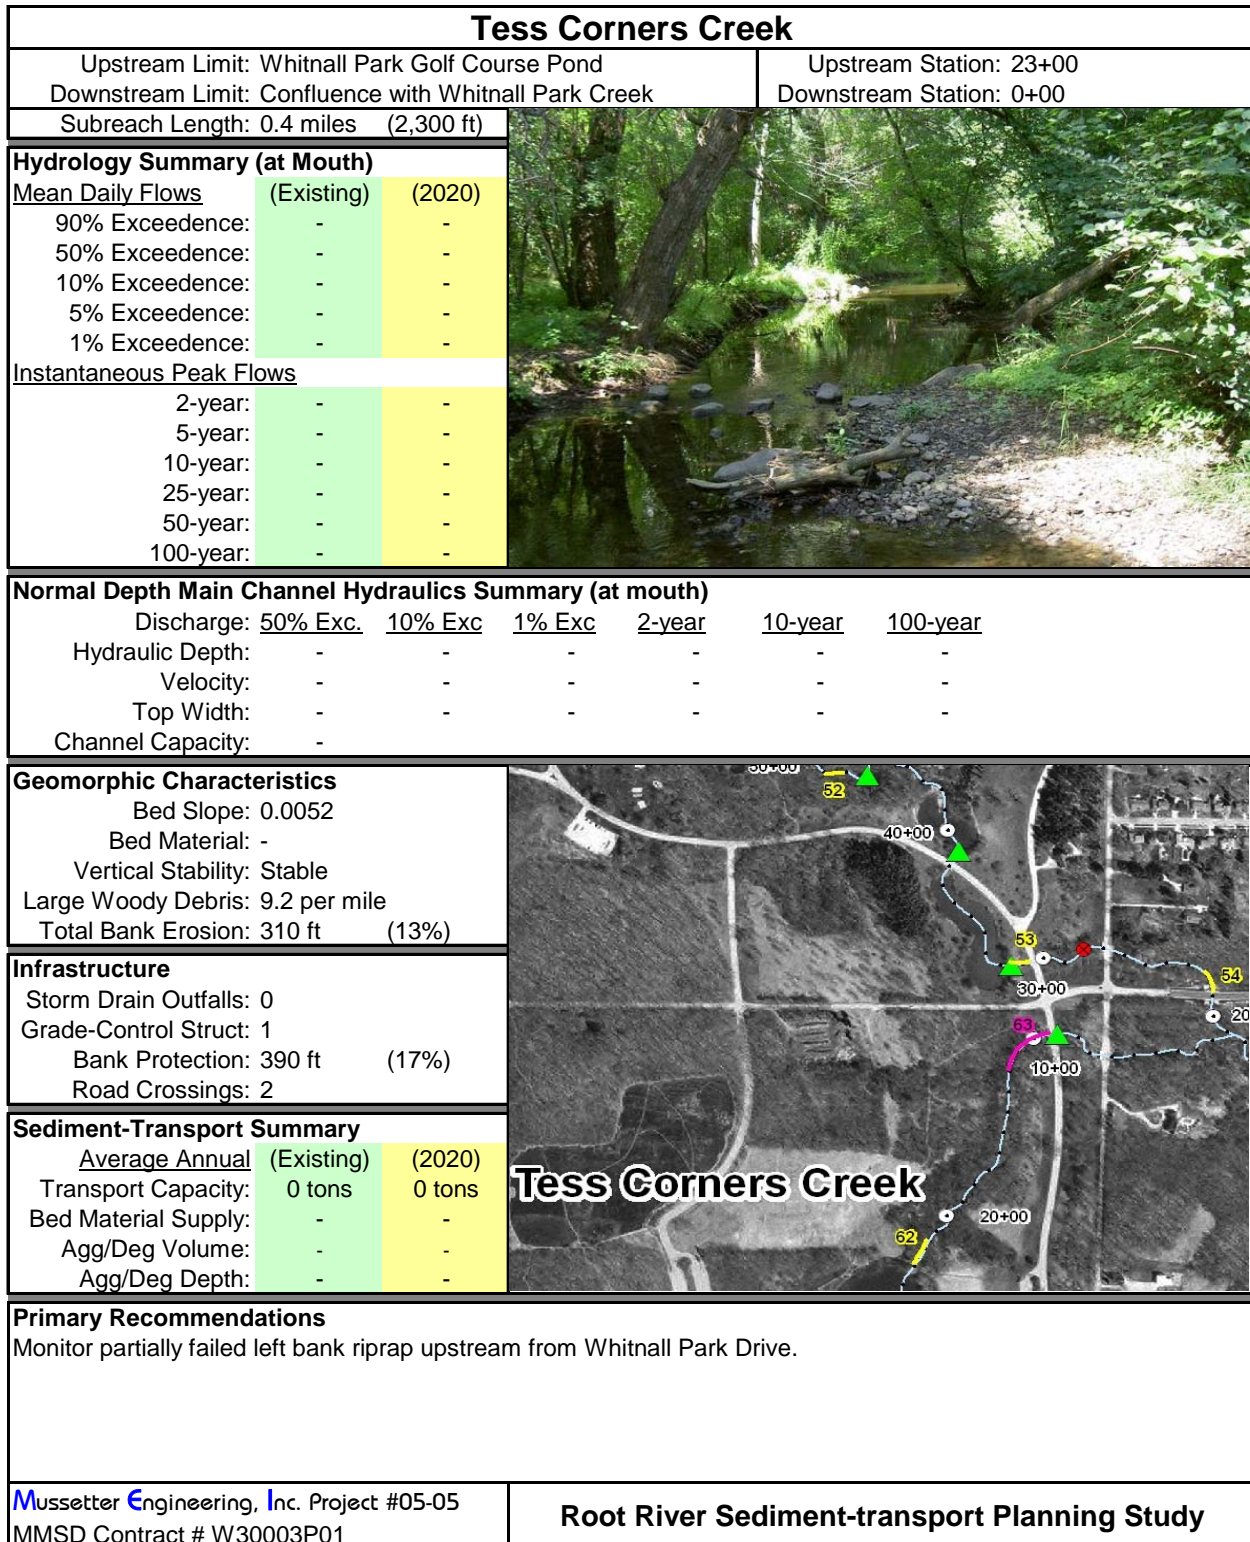 Tess Corners Creek
Upstream Limit: Whitnall Park Golf Course Pond Upstream Station: 23+00
Downstream Limit: Confluence with Whitnall Park Creek Downstream Station: 0+00
Subreach Length: 0.4 miles (2,300 ft)
Hydrology Summary (at Mouth)
Mean Daily Flows (Existing) (2020)
90% Exceedence: - -
50% Exceedence: - -
10% Exceedence: - -
5% Exceedence: - -
1% Exceedence: - -
Instantaneous Peak Flows
2-year: - -
5-year: - -
10-year: - -
25-year: - -
50-year: - -
100-year: - -
Normal Depth Main Channel Hydraulics Summary (at mouth)
Discharge: 50% Exc. 10% Exc 1% Exc 2-year 10-year 100-year
Hydraulic Depth: - - - - - -
Velocity: - - - - - -
Top Width: - - - - - -
Channel Capacity: -
Geomorphic Characteristics
Bed Slope: 0.0052
Bed Material: -
Vertical Stability: Stable
Large Woody Debris: 9.2 per mile
Total Bank Erosion: 310 ft (13%)
Infrastructure
Storm Drain Outfalls: 0
Grade-Control Struct: 1
Bank Protection: 390 ft (17%)
Road Crossings: 2
Sediment-Transport Summary
Average Annual (Existing) (2020)
Transport Capacity: 0 tons 0 tons
Bed Material Supply: - -
Agg/Deg Volume: - -
Agg/Deg Depth: - -
50+00
52
40+00
53
54
30+00
20
63
10+00
Tess Corners Creek
20+00
62
Primary Recommendations
Monitor partially failed left bank riprap upstream from Whitnall Park Drive.
Mussetter Engineering, Inc. Project #05-05
MMSD Contract # W30003P01
Root River Sediment-transport Planning Study